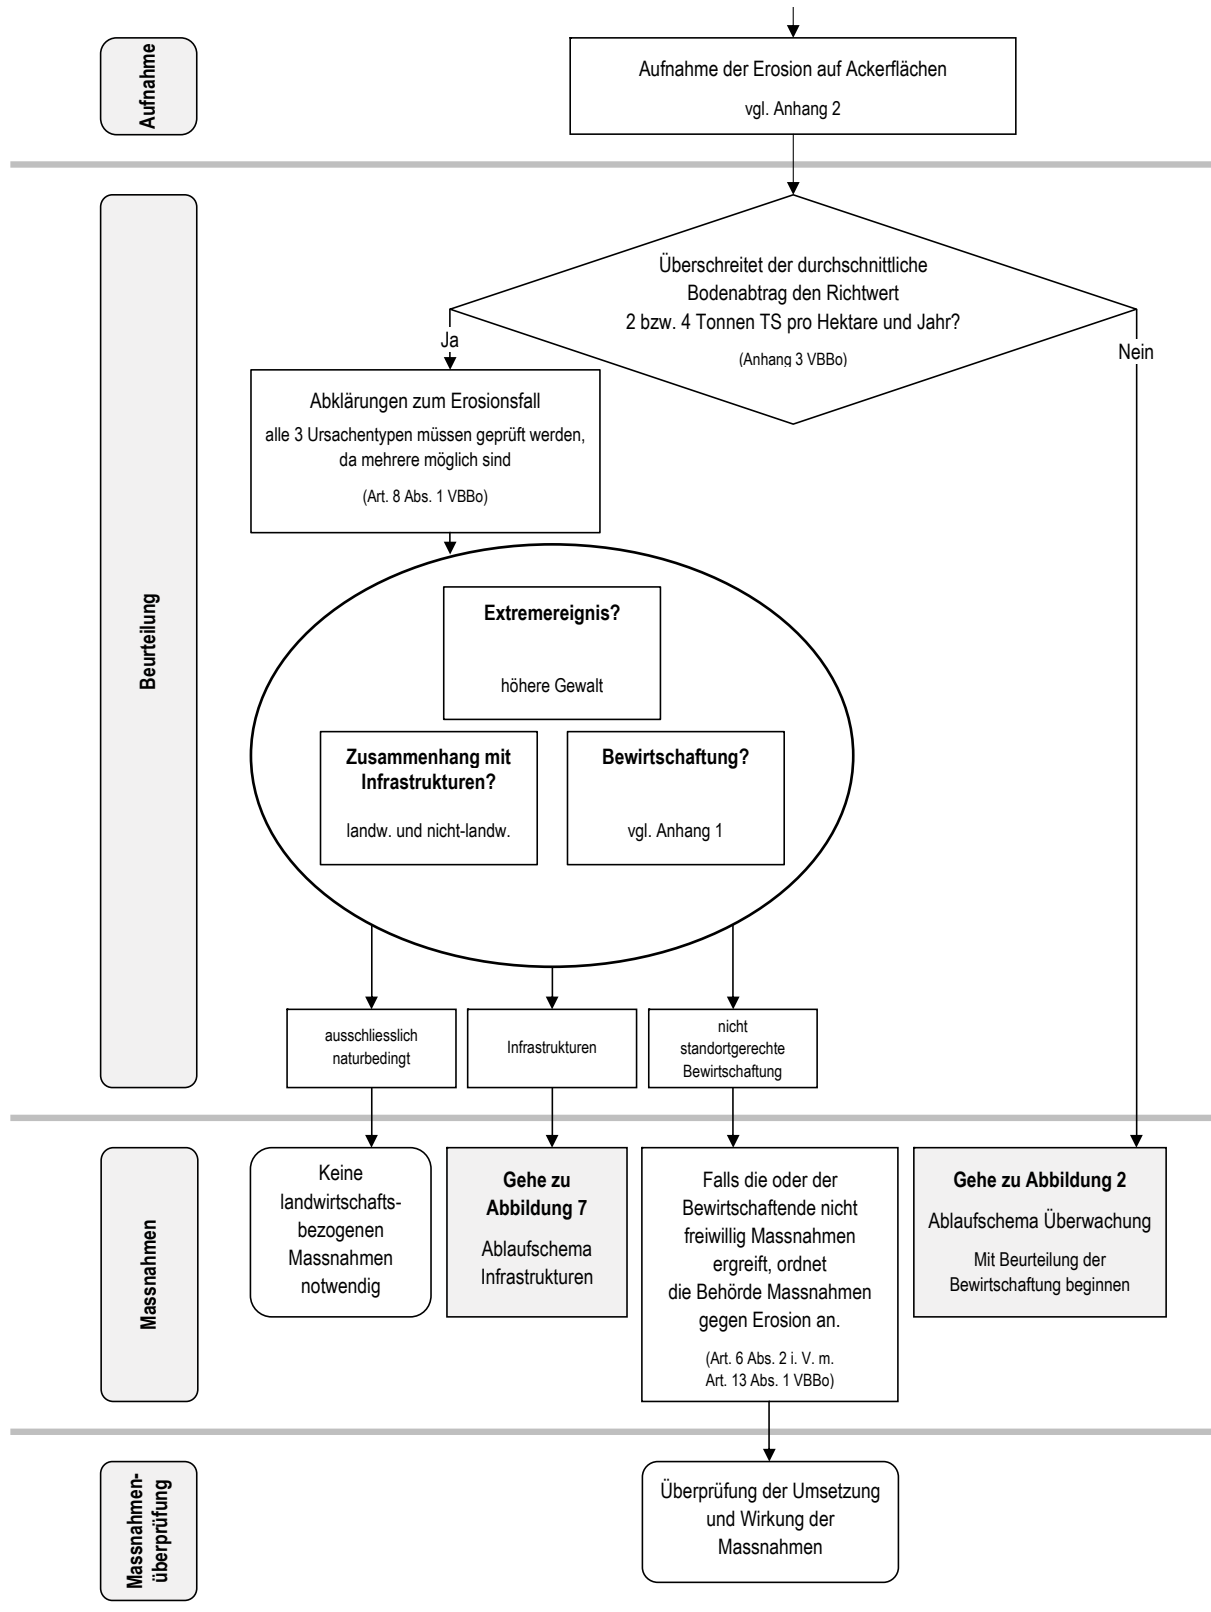 Aufnahme
Aufnahme der Erosion auf Ackerflächen
vgl. Anhang 2
Beurteilung
Überschreitet der durchschnittliche
Bodenabtrag den Richtwert
2 bzw. 4 Tonnen TS pro Hektare und Jahr?
(Anhang 3 VBBo)
Ja
Nein
Abklärungen zum Erosionsfall
alle 3 Ursachentypen müssen geprüft werden,
da mehrere möglich sind
(Art. 8 Abs. 1 VBBo)
Extremereignis?
höhere Gewalt
Zusammenhang mit
Infrastrukturen?
landw. und nicht-landw.
Bewirtschaftung?
vgl. Anhang 1
ausschliesslich
naturbedingt
Infrastrukturen
nicht
standortgerechte
Bewirtschaftung
Massnahmen
Keine
landwirtschafts-
bezogenen
Massnahmen
notwendig
Gehe zu
Abbildung 7
Ablaufschema
Infrastrukturen
Falls die oder der
Bewirtschaftende nicht
freiwillig Massnahmen
ergreift, ordnet
die Behörde Massnahmen
gegen Erosion an.
(Art. 6 Abs. 2 i. V. m.
Art. 13 Abs. 1 VBBo)
Gehe zu Abbildung 2
Ablaufschema Überwachung
Mit Beurteilung der
Bewirtschaftung beginnen
Massnahmen-
überprüfung
Überprüfung der Umsetzung
und Wirkung der
Massnahmen